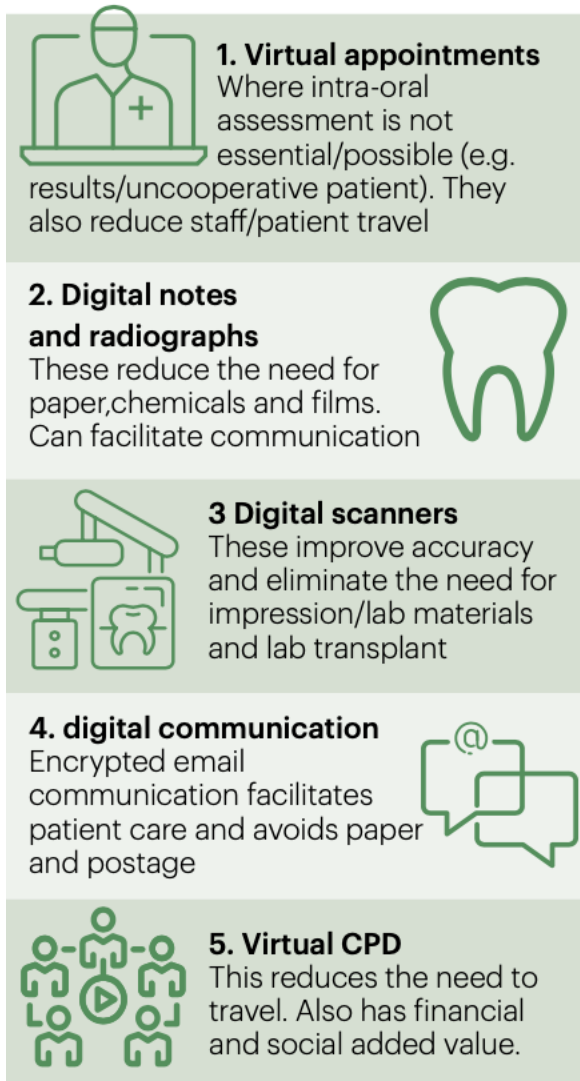 1. Virtual appointments
Where intra-oral
assessment is not
essential/possible (e.g.
results/uncooperative patient). They
also reduce staff/patient travel
2. Digital notes
and radiographs
These reduce the need for
paper,chemicals and films.
Can facilitate communication
3 Digital scanners
These improve accuracy
and eliminate the need for
impression/lab materials
and lab transplant
4. digital communication
@
Encrypted email
communication facilitates
patient care and avoids paper
and postage
5. Virtual CPD
This reduces the need to
travel. Also has financial
and social added value.